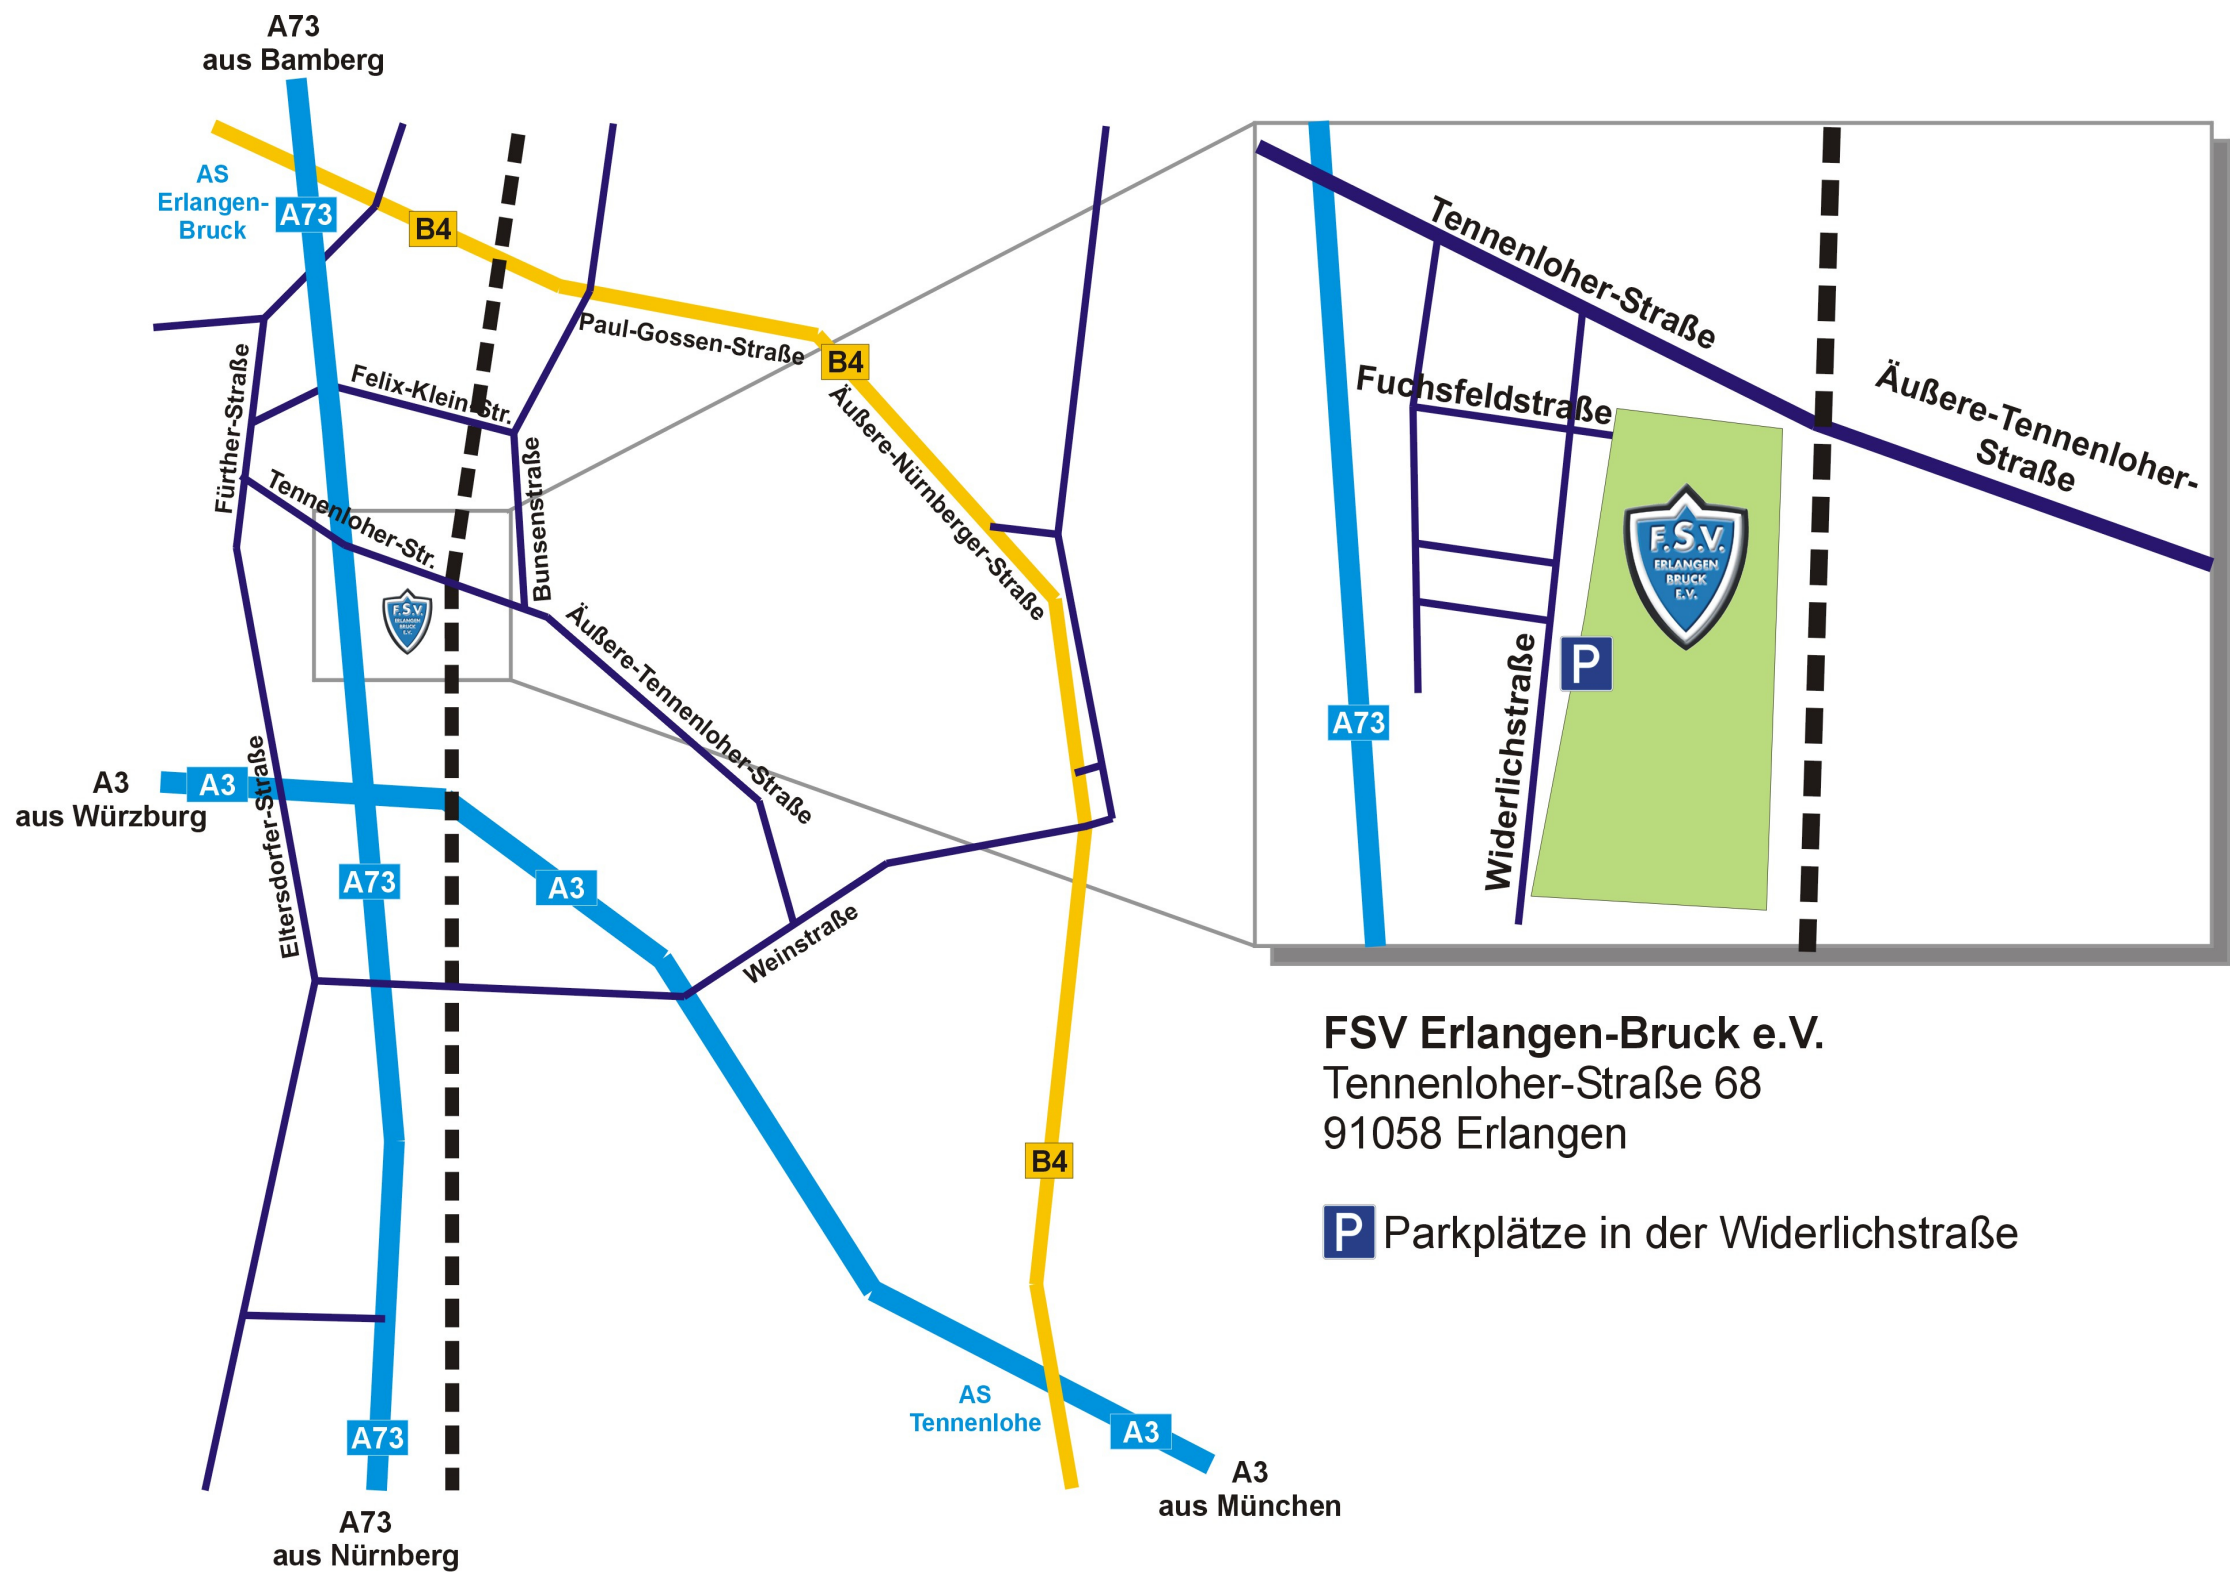 A73
aus Bamberg
AS
Erlangen-
Bruck
A73
B4
Paul-Gossen-Straße
B4
Fürther-Straße
Felix-Klein-Str.
Tennenloher-Str.
Bunsenstraße
Äußere-Nürnberger-Straße
F.S.V.
ERLANGEN
BRUCK
E.V.
Äußere-Tennenloher-Straße
A3
aus Würzburg
A3
Eltersdorfer-Straße
A73
A3
Weinstraße
B4
AS
Tennenlohe
A3
A3
aus München
A73
A73
aus Nürnberg
Tennenloher-Straße
Fuchsfeldstraße
Äußere-Tennenloher-
Straße
F.S.V.
ERLANGEN
BRUCK
E.V.
P
A73
Widerlichstraße
FSV Erlangen-Bruck e.V.
Tennenloher-Straße 68
91058 Erlangen
P Parkplätze in der Widerlichstraße